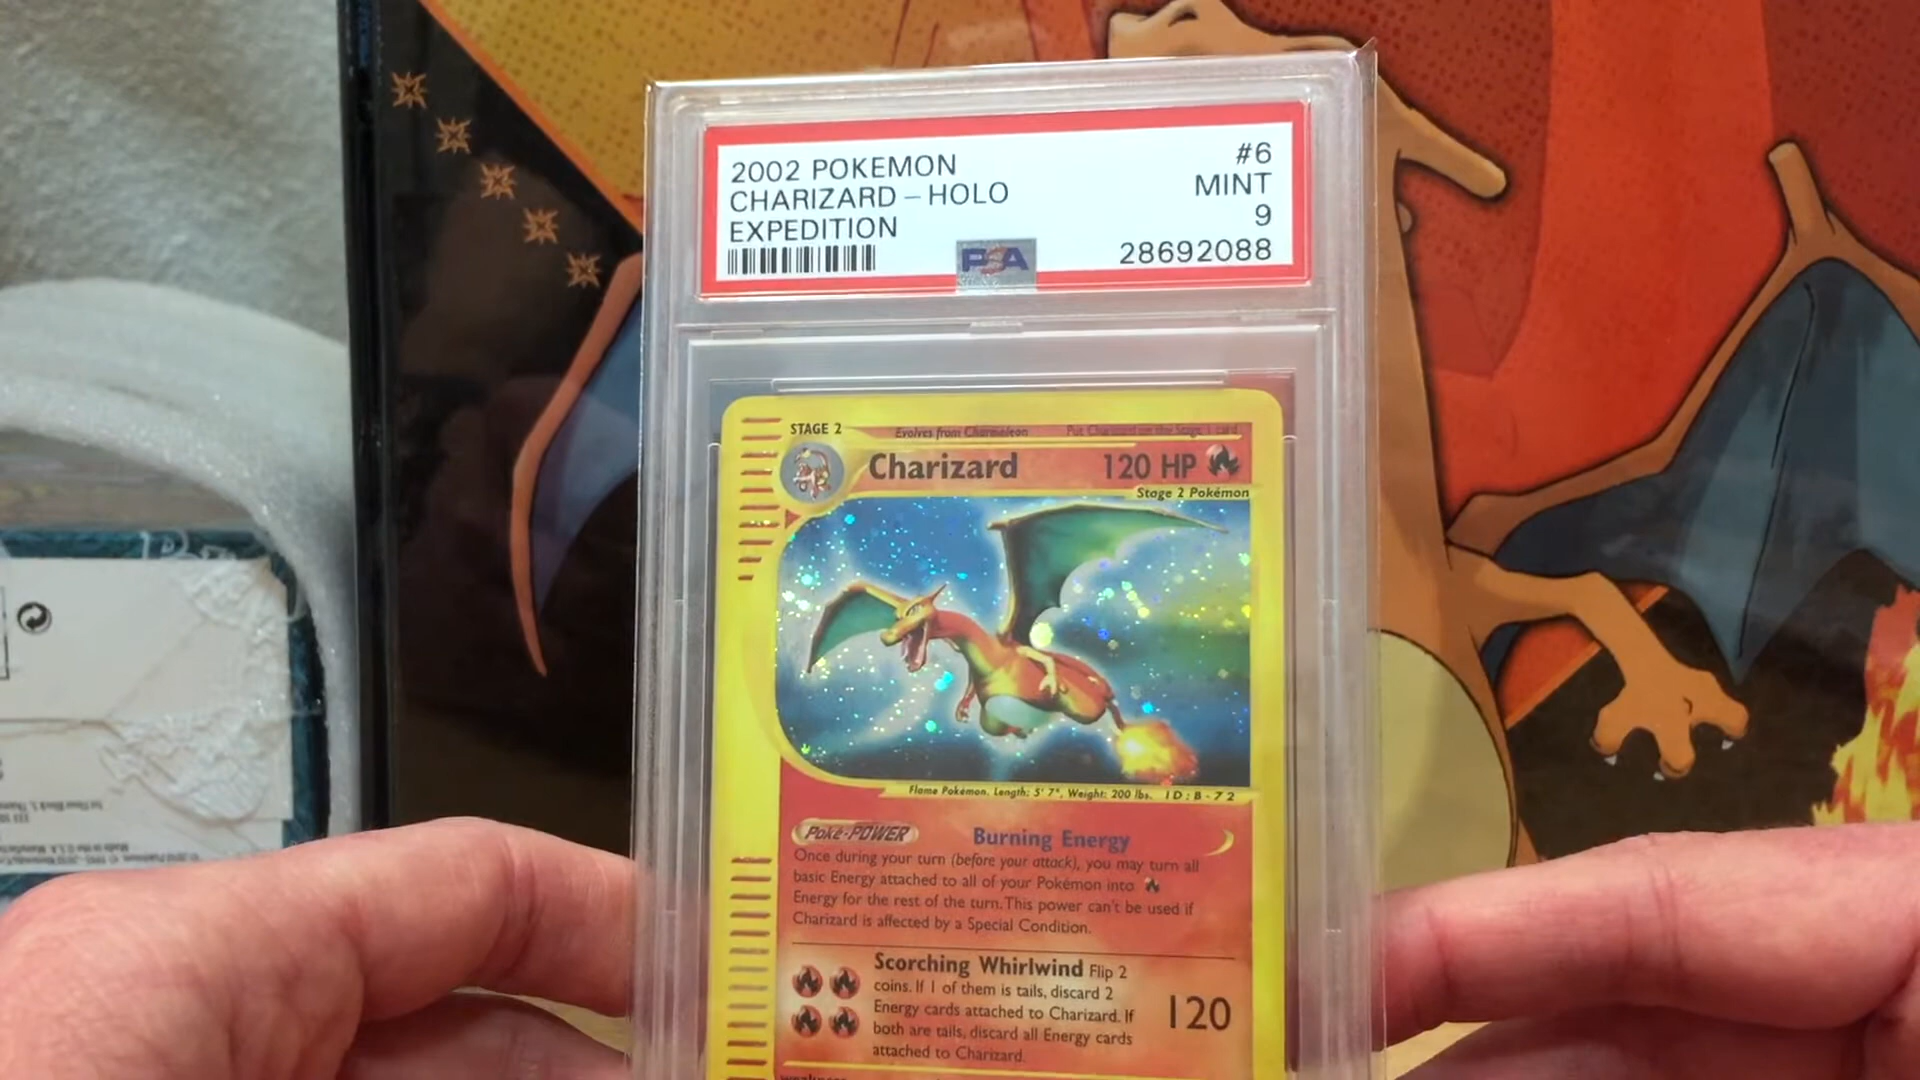 2002 POKEMON
#6
CHARIZARD – HOLO
MINT
EXPEDITION
9
PSA
28692088
STAGE 2
Evolves from Charmeleon
Put Charizard on the Stage 1 card
Charizard
120 HP
Stage 2 Pokémon
Flame Pokémon. Length: 5' 7", Weight: 200 lbs. ID: B-72
Poké-POWER
Burning Energy
Once during your turn (before your attack), you may turn all
basic Energy attached to all of your Pokémon into
Energy for the rest of the turn. This power can't be used if
Charizard is affected by a Special Condition.
Scorching Whirlwind Flip 2
coins. If 1 of them is tails, discard 2
Energy cards attached to Charizard. If
both are tails, discard all Energy cards
attached to Charizard.
120
weakness